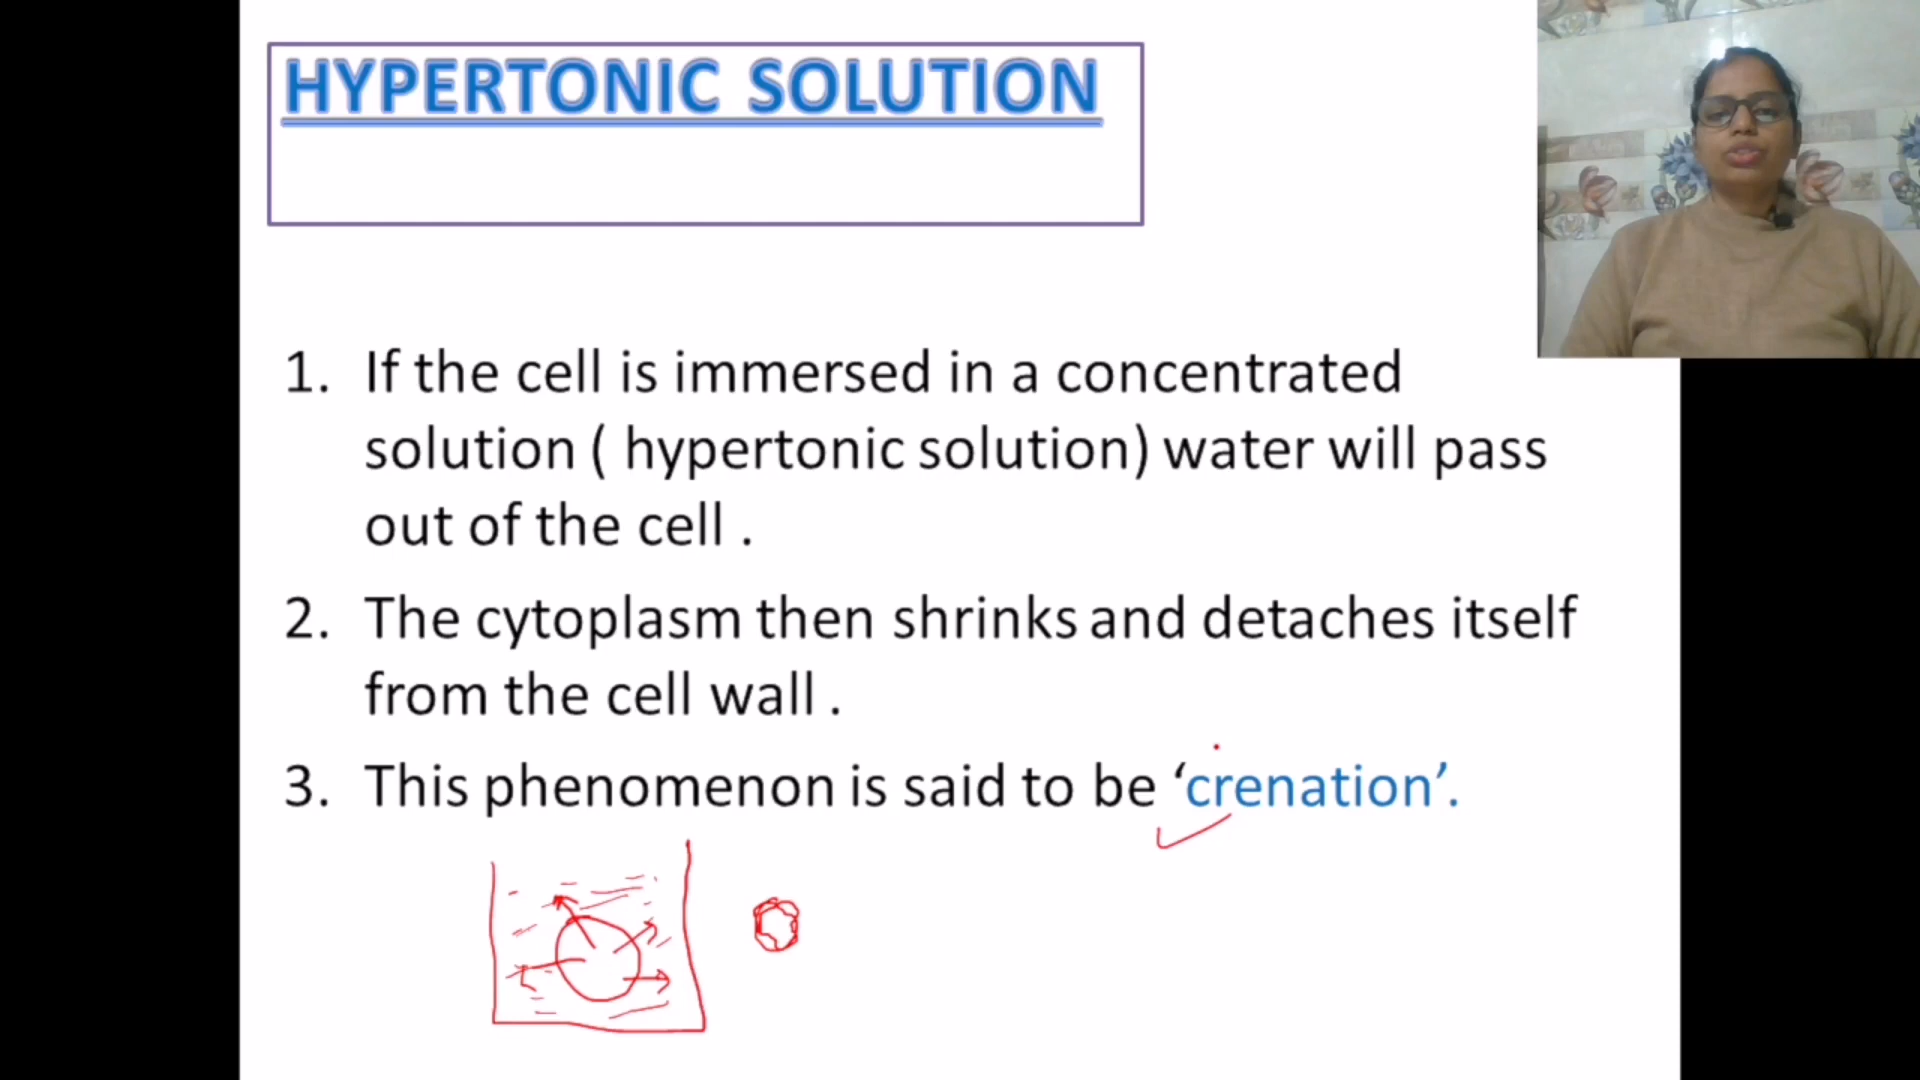 HYPERTONIC SOLUTION
1. If the cell is immersed in a concentrated
solution ( hypertonic solution) water will pass
out of the cell .
2. The cytoplasm then shrinks and detaches itself
from the cell wall .
3. This phenomenon is said to be ‘crenation’.